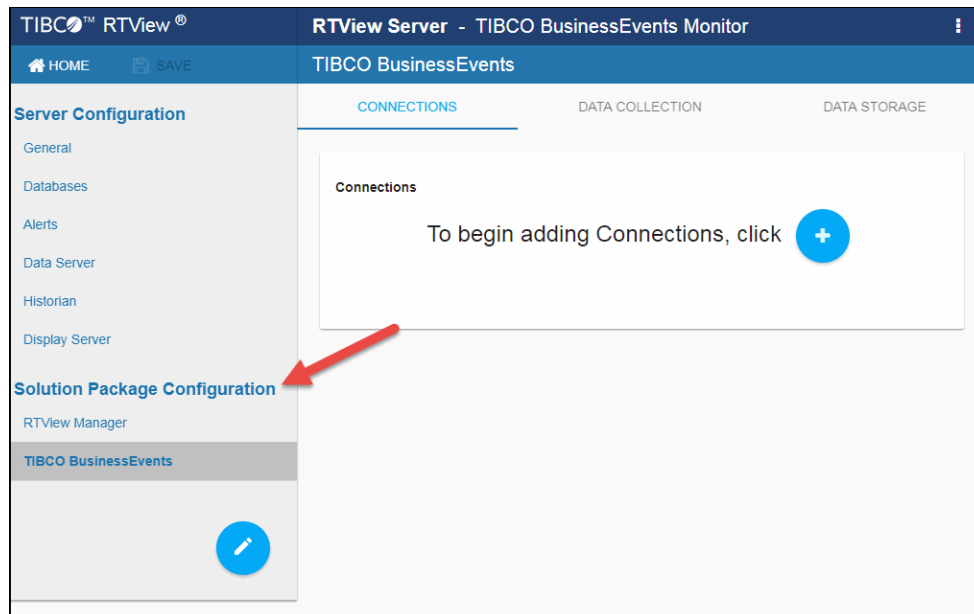 TIBCO™ RTView ®
RTView Server - TIBCO BusinessEvents Monitor
HOME
SAVE
TIBCO BusinessEvents
Server Configuration
General
Databases
Alerts
Data Server
Historian
Display Server
Solution Package Configuration
RTView Manager
TIBCO BusinessEvents
CONNECTIONS
DATA COLLECTION
DATA STORAGE
Connections
To begin adding Connections, click